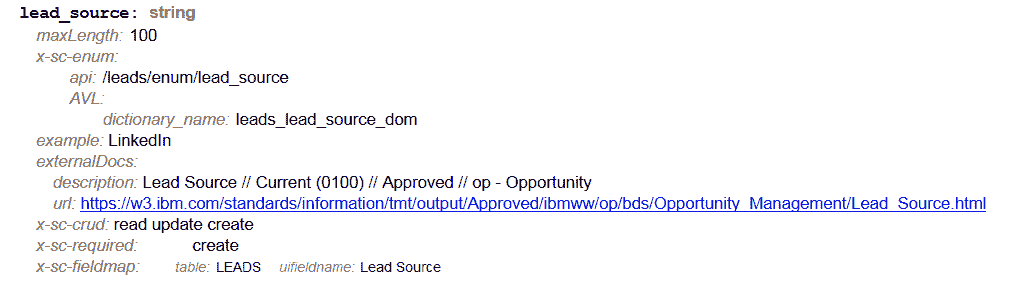 lead_source: string
maxLength: 100
x-sc-enum:
api: /leads/enum/lead_source
AVL:
dictionary_name: leads_lead_source_dom
example: LinkedIn
externalDocs:
description: Lead Source // Current (0100) // Approved // op - Opportunity
url: https://w3.ibm.com/standards/information/tmt/output/Approved/ibmww/op/bds/Opportunity_Management/Lead_Source.html
x-sc-crud: read update create
x-sc-required: create
x-sc-fieldmap: table: LEADS uifieldname: Lead Source